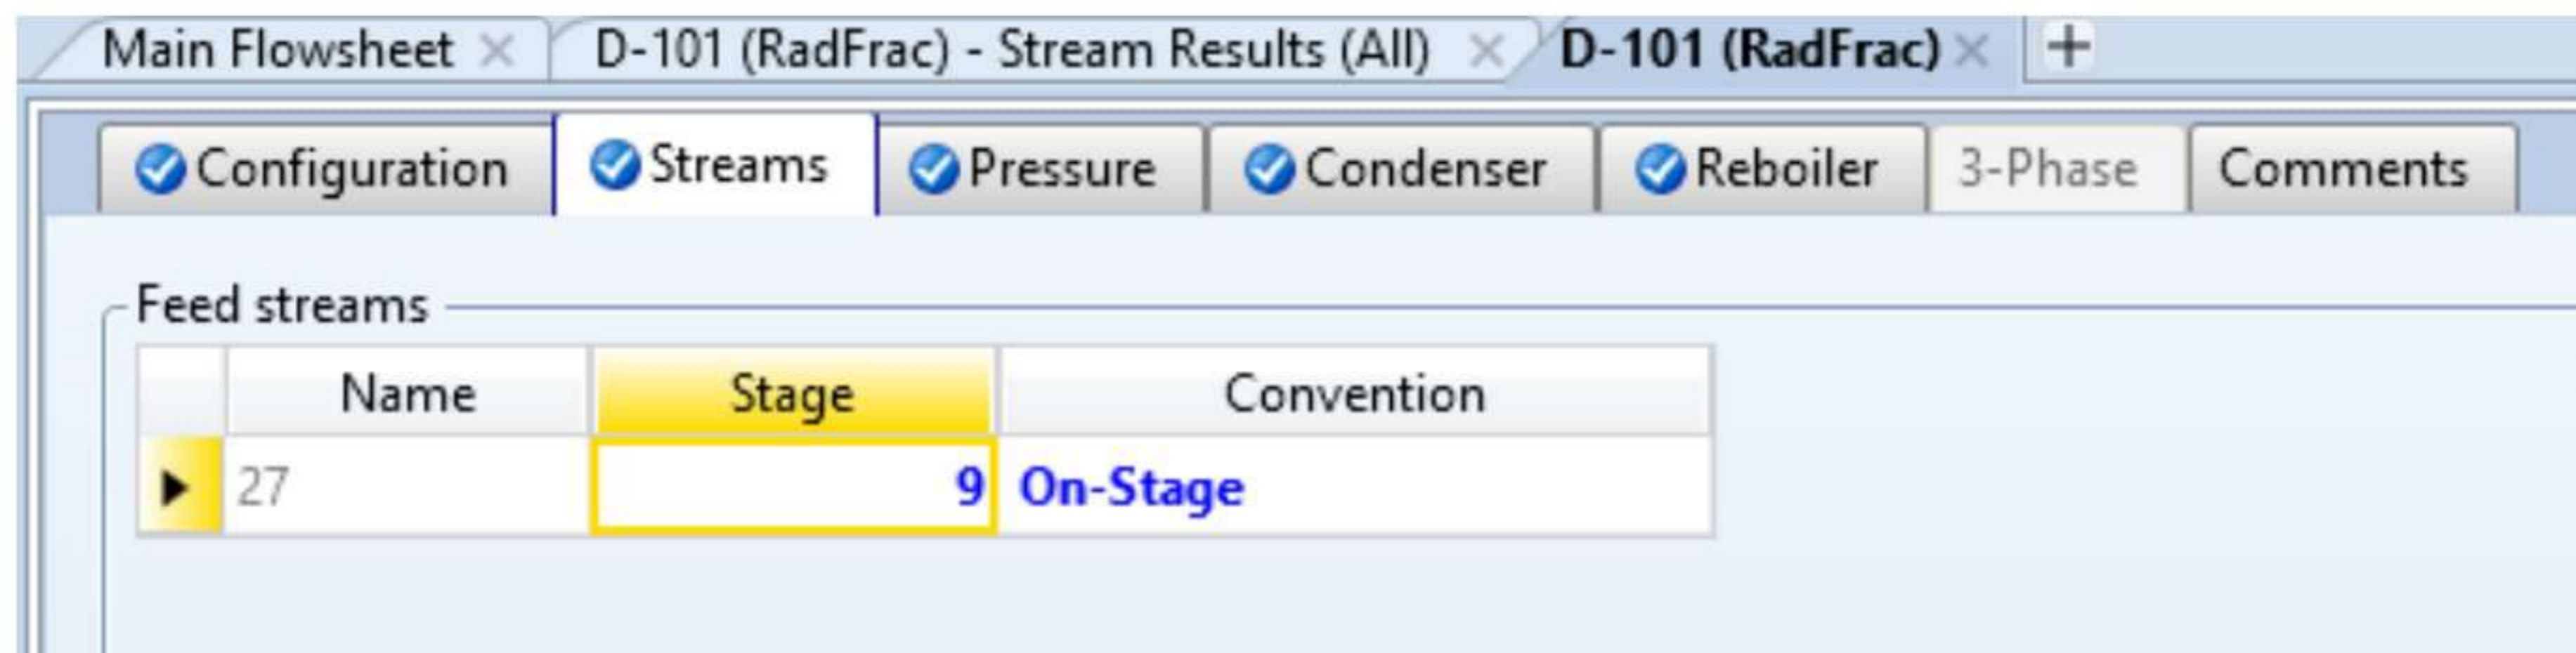 Main Flowsheet D-101 (RadFrac) - Stream Results (All) D-101 (RadFrac)
Configuration Streams Pressure Condenser Reboiler 3-Phase Comments
Feed streams
Name Stage Convention
27 9 On-Stage